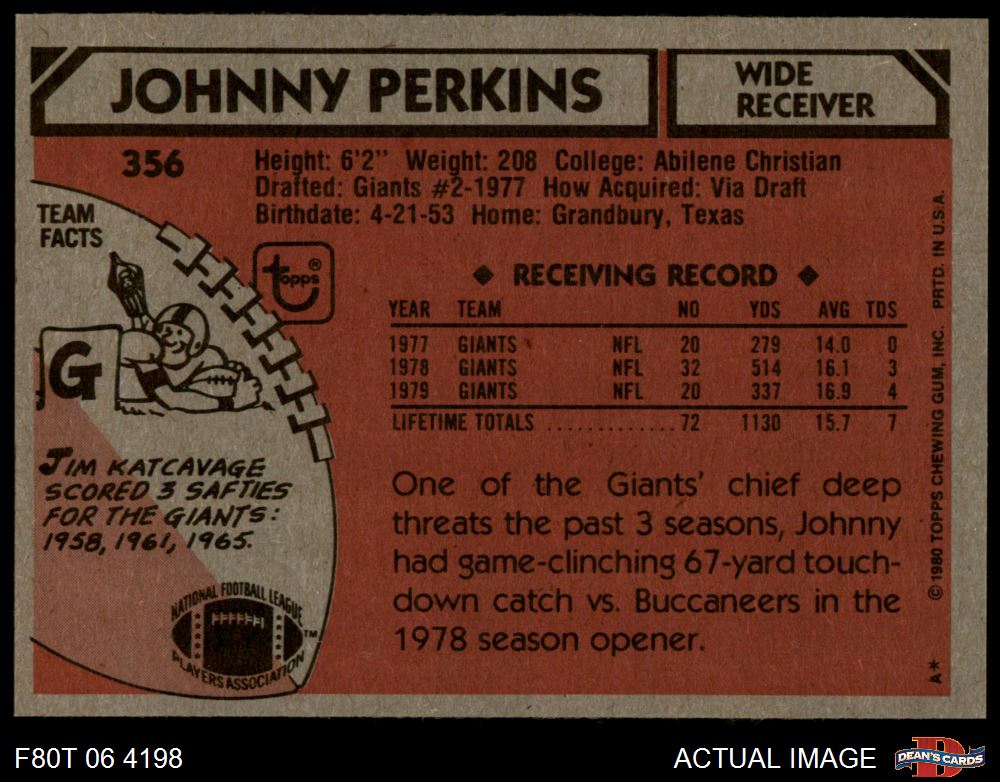 JOHNNY PERKINS
WIDE
RECEIVER
356
Height: 6'2" Weight: 208 College: Abilene Christian
Drafted: Giants #2-1977 How Acquired: Via Draft
Birthdate: 4-21-53 Home: Grandbury, Texas
TEAM
FACTS
topps®
G
JIM KATCAVAGE
SCORED 3 SAFTIES
FOR THE GIANTS:
1958, 1961, 1965.
NATIONAL FOOTBALL LEAGUE
PLAYERS ASSOCIATION
TM
◆ RECEIVING RECORD ◆
YEAR TEAM NO YDS AVG TDS
1977 GIANTS NFL 20 279 14.0 0
1978 GIANTS NFL 32 514 16.1 3
1979 GIANTS NFL 20 337 16.9 4
LIFETIME TOTALS ............. 72 1130 15.7 7
One of the Giants' chief deep
threats the past 3 seasons, Johnny
had game-clinching 67-yard touch-
down catch vs. Buccaneers in the
1978 season opener.
A* © 1980 TOPPS CHEWING GUM, INC. PRTD. IN U.S.A.
F80T 06 4198
ACTUAL IMAGE
D
DEAN'S CARDS